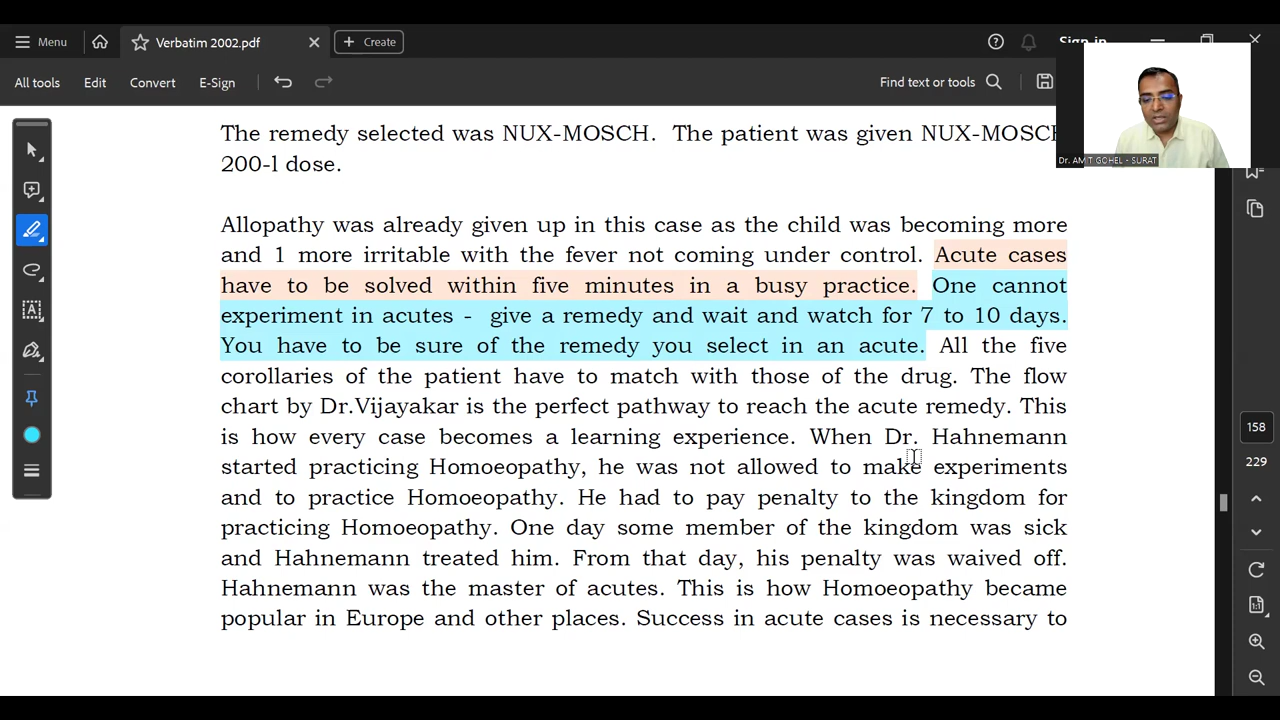 Menu
Verbatim 2002.pdf
Create
All tools
Edit
Convert
E-Sign
Find text or tools
Dr. AMIT GOHEL - SURAT
The remedy selected was NUX-MOSCH. The patient was given NUX-MOSCH
200-l dose.
Allopathy was already given up in this case as the child was becoming more
and 1 more irritable with the fever not coming under control. Acute cases
have to be solved within five minutes in a busy practice. One cannot
experiment in acutes - give a remedy and wait and watch for 7 to 10 days.
You have to be sure of the remedy you select in an acute. All the five
corollaries of the patient have to match with those of the drug. The flow
chart by Dr.Vijayakar is the perfect pathway to reach the acute remedy. This
is how every case becomes a learning experience. When Dr. Hahnemann
started practicing Homoeopathy, he was not allowed to make experiments
and to practice Homoeopathy. He had to pay penalty to the kingdom for
practicing Homoeopathy. One day some member of the kingdom was sick
and Hahnemann treated him. From that day, his penalty was waived off.
Hahnemann was the master of acutes. This is how Homoeopathy became
popular in Europe and other places. Success in acute cases is necessary to
158
229
1:1